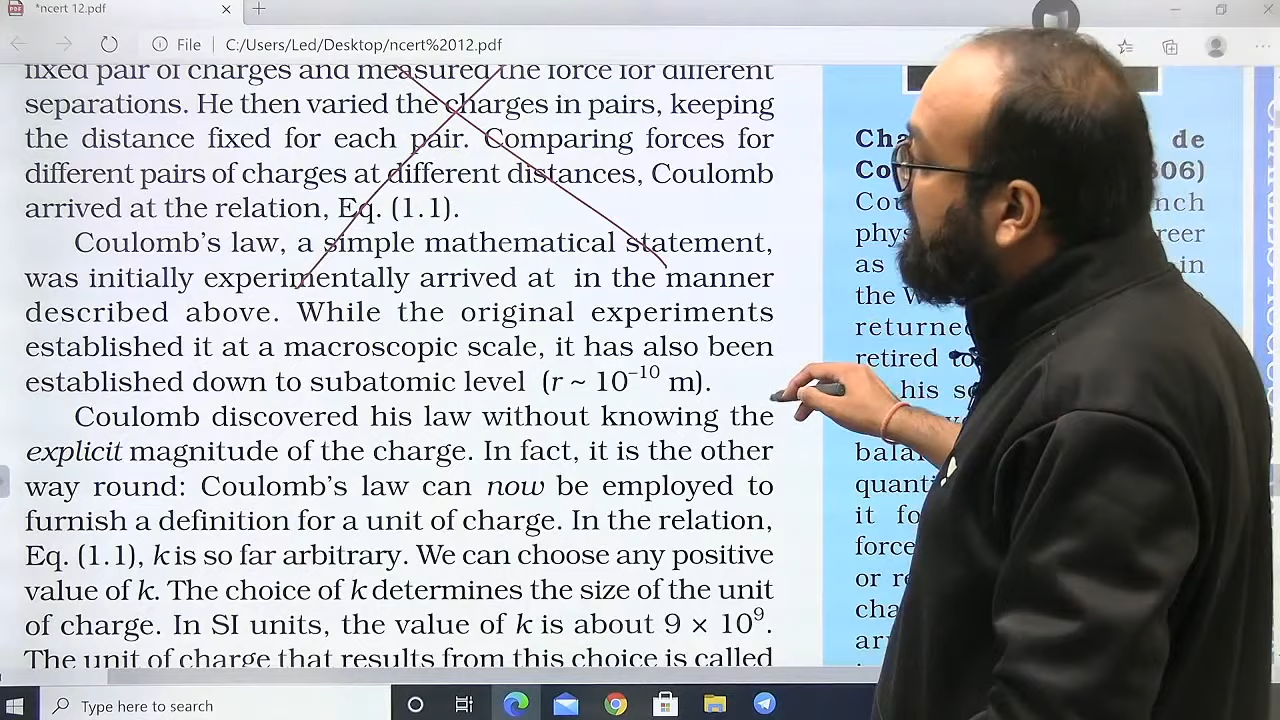 *ncert 12.pdf
File C:/Users/Led/Desktop/ncert%2012.pdf
fixed pair of charges and measured the force for different
separations. He then varied the charges in pairs, keeping
the distance fixed for each pair. Comparing forces for
different pairs of charges at different distances, Coulomb
arrived at the relation, Eq. (1.1).
Coulomb's law, a simple mathematical statement,
was initially experimentally arrived at in the manner
described above. While the original experiments
established it at a macroscopic scale, it has also been
established down to subatomic level (r ~ 10⁻¹⁰ m).
Coulomb discovered his law without knowing the
explicit magnitude of the charge. In fact, it is the other
way round: Coulomb's law can now be employed to
furnish a definition for a unit of charge. In the relation,
Eq. (1.1), k is so far arbitrary. We can choose any positive
value of k. The choice of k determines the size of the unit
of charge. In SI units, the value of k is about 9 × 10⁹.
The unit of charge that results from this choice is called
de
as in
the
retired
his
it
or
Type here to search